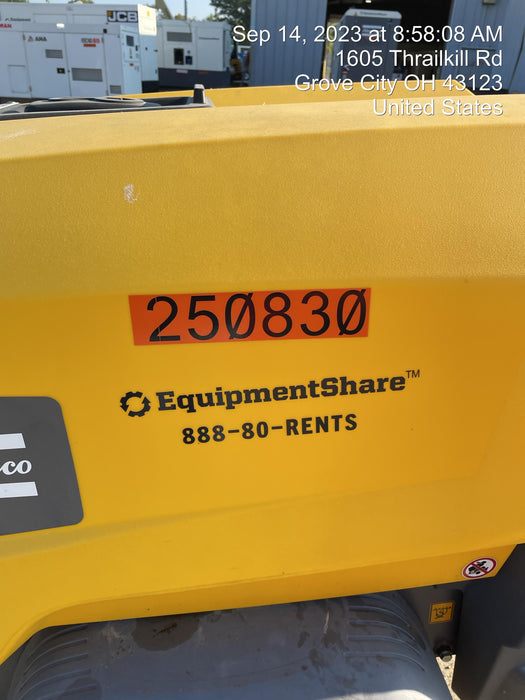 Sep 14, 2023 at 8:58:08 AM
1605 Thrailkill Rd
Grove City OH 43123
United States
JCB
250830
EquipmentShare™
888-80-RENTS
co